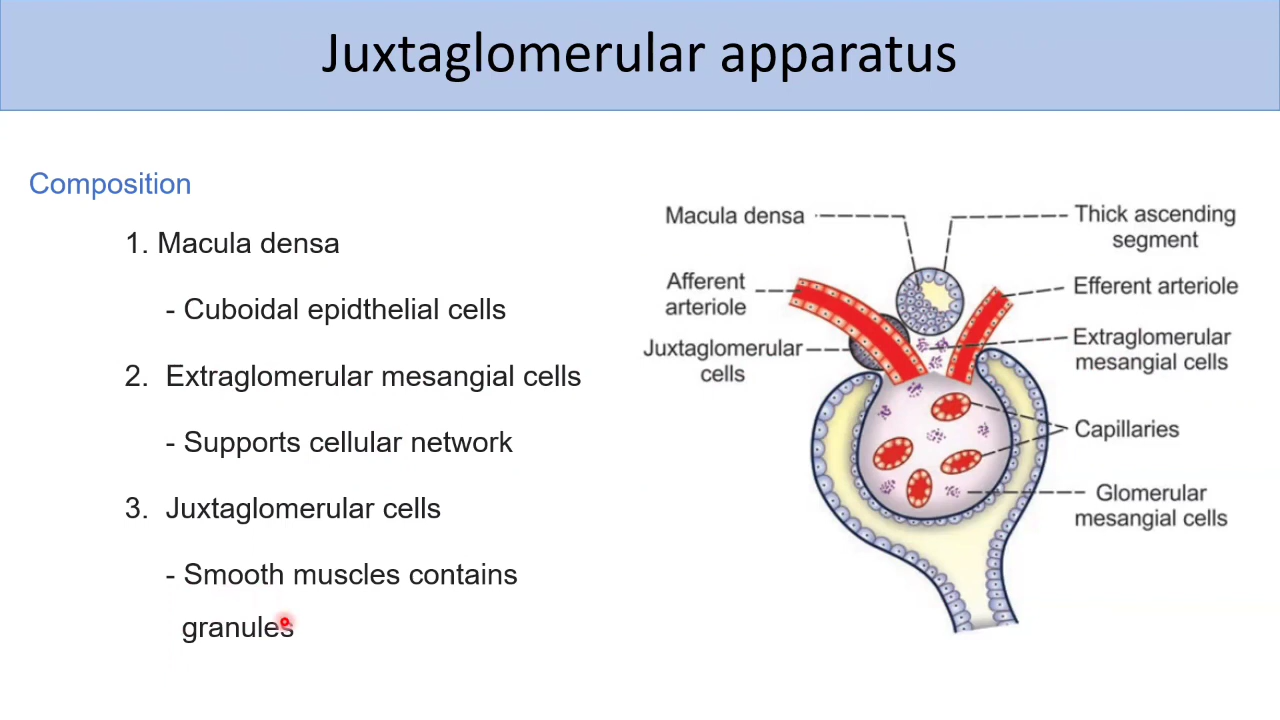 Juxtaglomerular apparatus
Composition
1. Macula densa
- Cuboidal epidthelial cells
2. Extraglomerular mesangial cells
- Supports cellular network
3. Juxtaglomerular cells
- Smooth muscles contains
granules
Macula densa
Afferent
arteriole
Juxtaglomerular
cells
Thick ascending
segment
Efferent arteriole
Extraglomerular
mesangial cells
Capillaries
Glomerular
mesangial cells